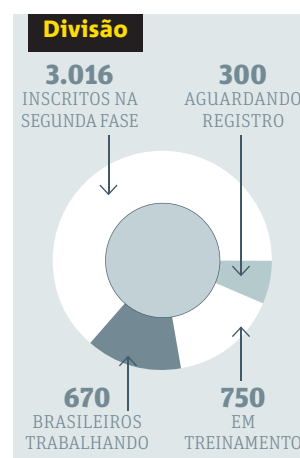 Divisão
3.016
INSCRITOS NA
SEGUNDA FASE
300
AGUARDANDO
REGISTRO
670
BRASILEIROS
TRABALHANDO
750
EM
TREINAMENTO